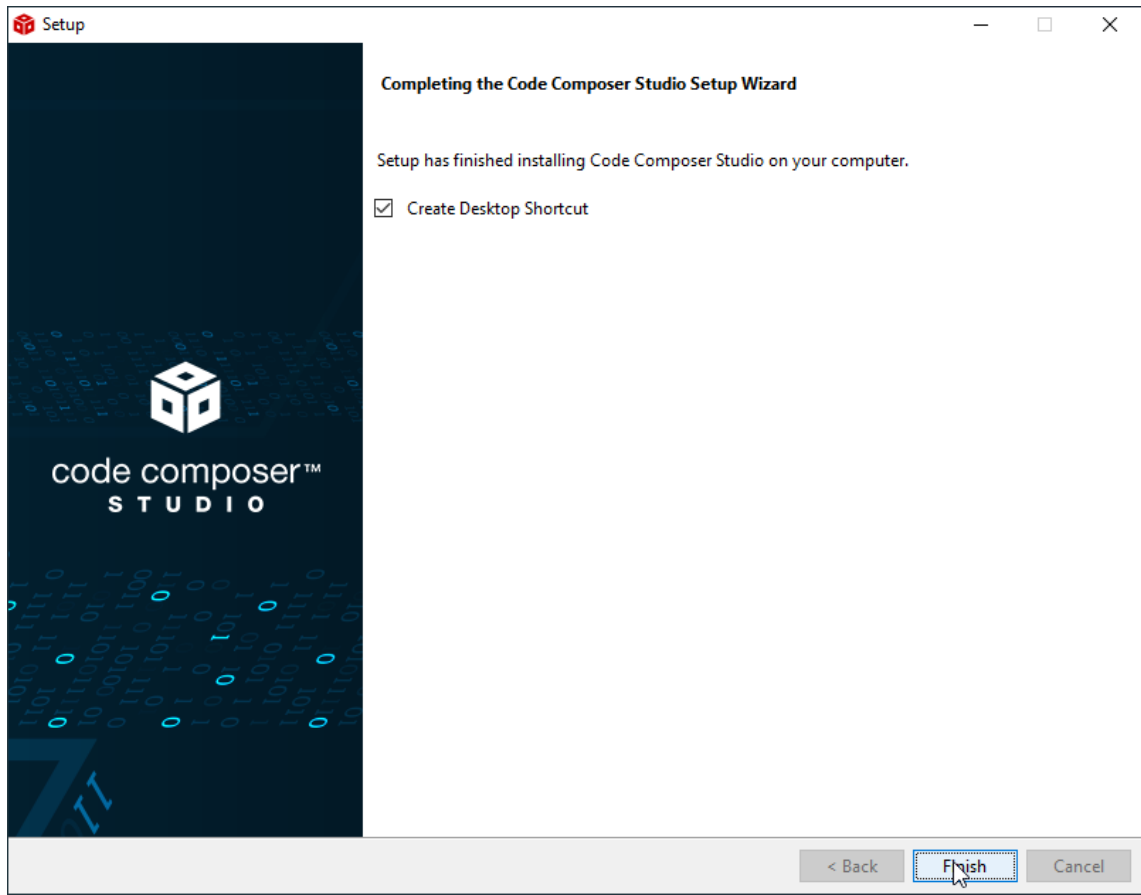 Setup
Completing the Code Composer Studio Setup Wizard
Setup has finished installing Code Composer Studio on your computer.
Create Desktop Shortcut
code composer™
STUDIO
< Back
Finish
Cancel